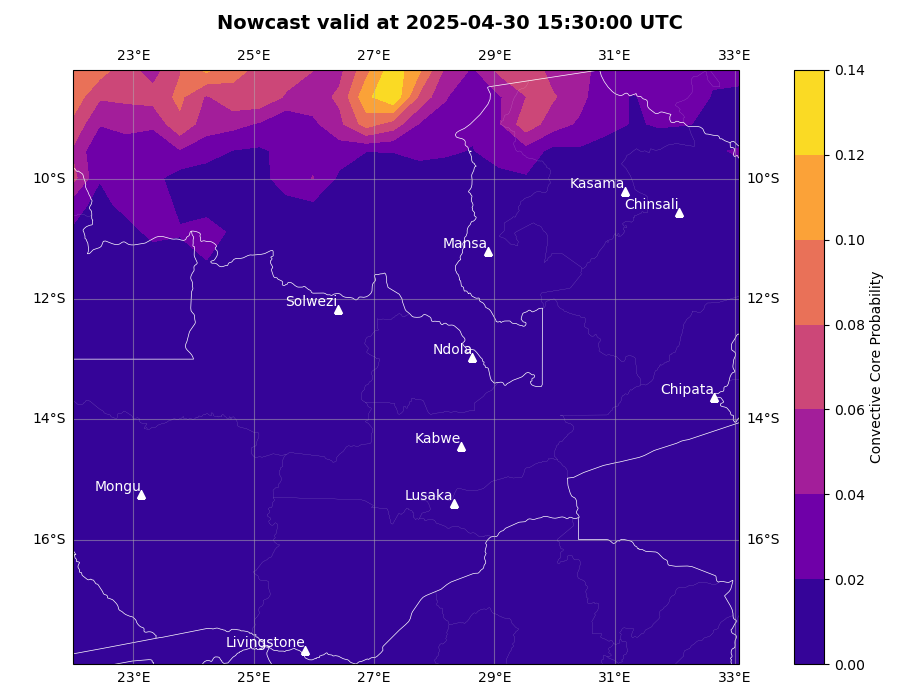 Nowcast valid at 2025-04-30 15:30:00 UTC
23°E 25°E 27°E 29°E 31°E 33°E
0.14
0.12
10°S Kasama 10°S
Chinsali
0.10
Mansa
12°S Solwezi 12°S
0.08
Ndola
0.06
Chipata
14°S 14°S
Kabwe
0.04
Mongu
Lusaka
16°S 16°S
0.02
Livingstone
0.00
23°E 25°E 27°E 29°E 31°E 33°E
Convective Core Probability